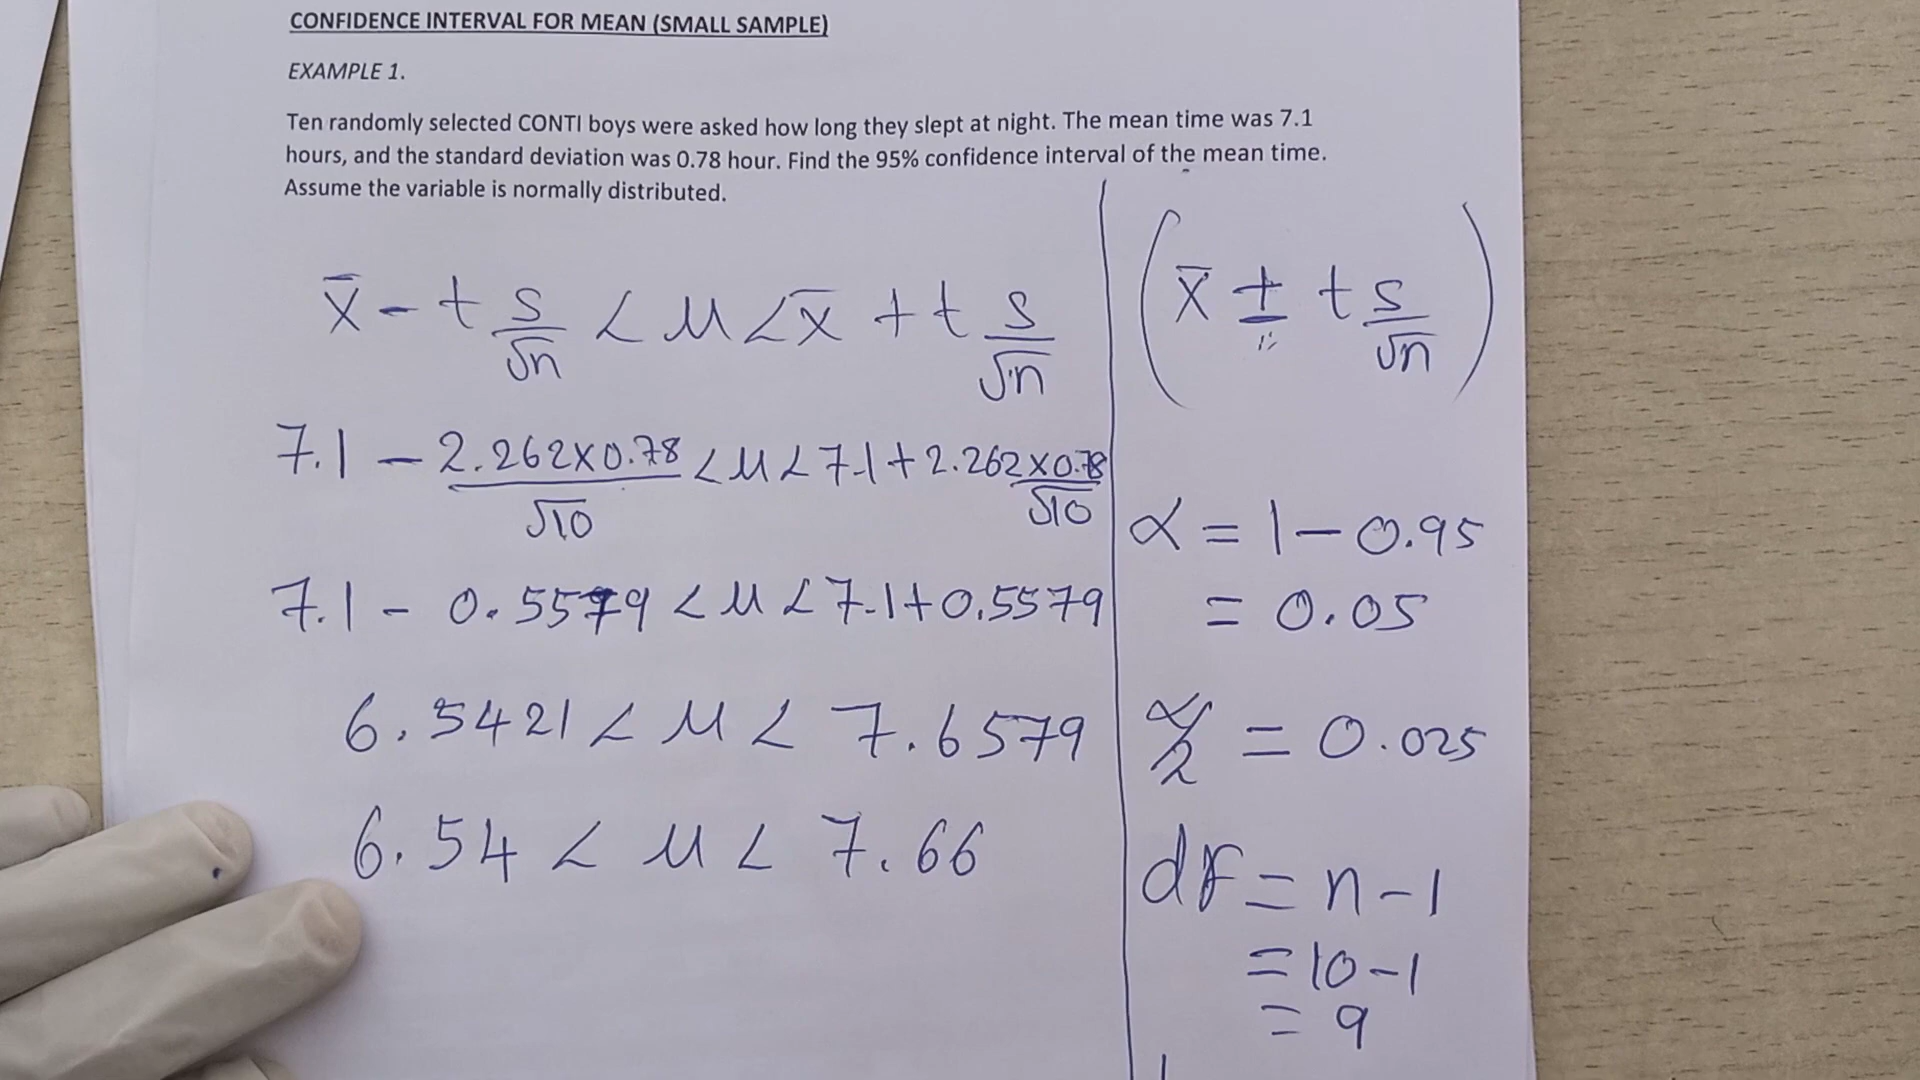 CONFIDENCE INTERVAL FOR MEAN (SMALL SAMPLE)
EXAMPLE 1.
Ten randomly selected CONTI boys were asked how long they slept at night. The mean time was 7.1
hours, and the standard deviation was 0.78 hour. Find the 95% confidence interval of the mean time.
Assume the variable is normally distributed.
x̄ - t s/√n < μ < x̄ + t s/√n
7.1 - 2.262×0.78/√10 < μ < 7.1 + 2.262×0.78/√10
7.1 - 0.5579 < μ < 7.1 + 0.5579
6.5421 < μ < 7.6579
6.54 < μ < 7.66
(x̄ ± t s/√n)
α = 1 - 0.95
= 0.05
α/2 = 0.025
df = n - 1
= 10 - 1
= 9